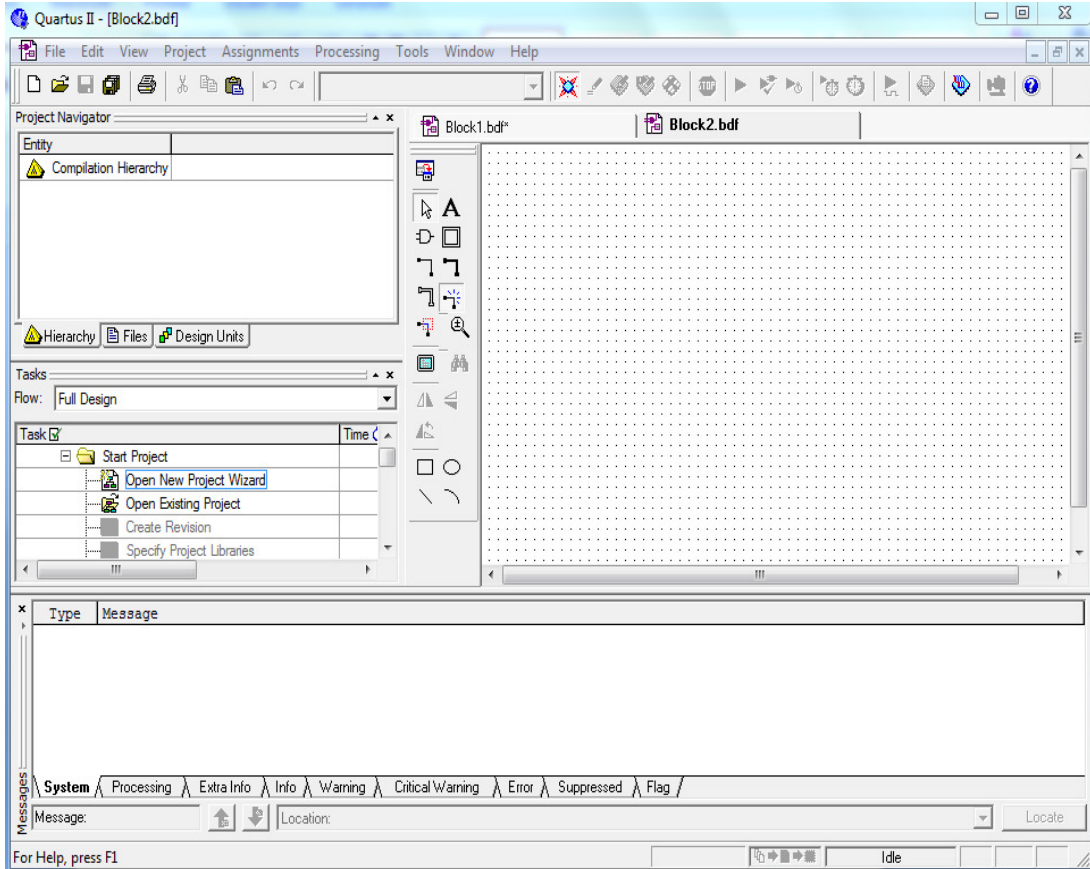 Quartus II - [Block2.bdf]
File Edit View Project Assignments Processing Tools Window Help
Project Navigator
Entity
Compilation Hierarchy
Hierarchy Files Design Units
Tasks
Flow: Full Design
Task Time (
Start Project
Open New Project Wizard
Open Existing Project
Create Revision
Specify Project Libraries
Block1.bdf* Block2.bdf
A
Type Message
System Processing Extra Info Info Warning Critical Warning Error Suppressed Flag
Messages
Message: Location: Locate
For Help, press F1 Idle